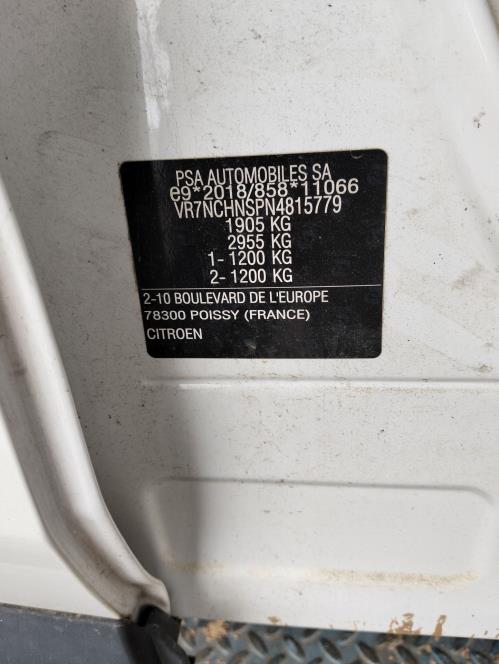 PSA AUTOMOBILES SA
e9*2018/858*11066
VR7NCHNSPN4815779
1905 KG
2955 KG
1- 1200 KG
2- 1200 KG
2-10 BOULEVARD DE L'EUROPE
78300 POISSY (FRANCE)
CITROEN